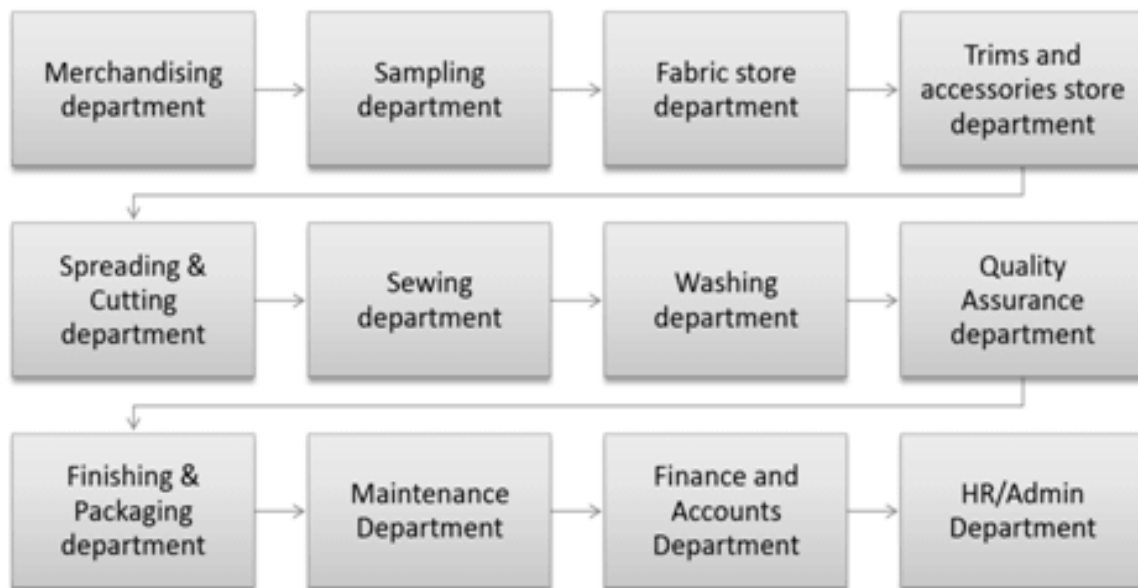 Merchandising
department
Sampling
department
Fabric store
department
Trims and
accessories store
department
Spreading &
Cutting
department
Sewing
department
Washing
department
Quality
Assurance
department
Finishing &
Packaging
department
Maintenance
Department
Finance and
Accounts
Department
HR/Admin
Department